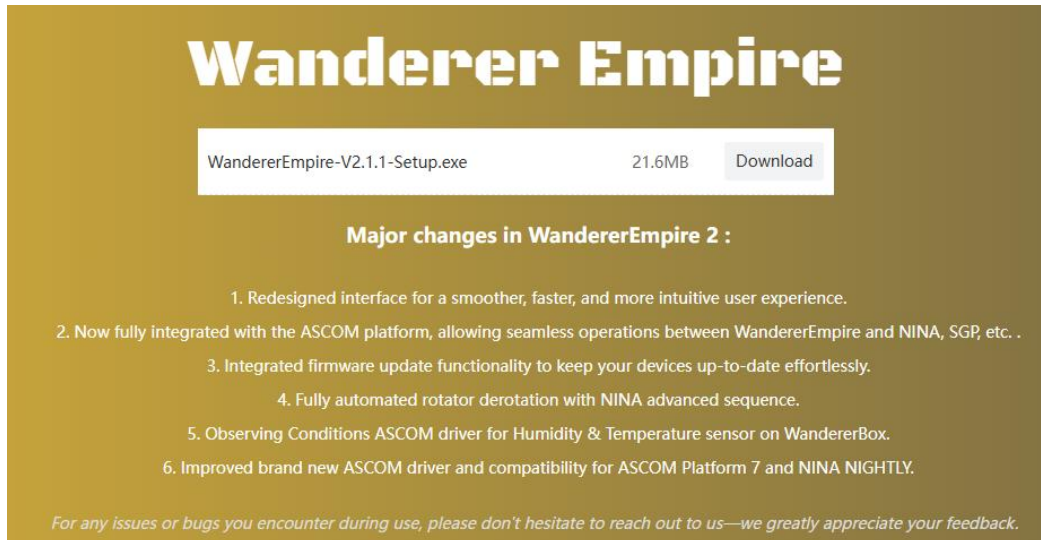 Wanderer Empire
WandererEmpire-V2.1.1-Setup.exe 21.6MB Download
Major changes in WandererEmpire 2 :
1. Redesigned interface for a smoother, faster, and more intuitive user experience.
2. Now fully integrated with the ASCOM platform, allowing seamless operations between WandererEmpire and NINA, SGP, etc. .
3. Integrated firmware update functionality to keep your devices up-to-date effortlessly.
4. Fully automated rotator derotation with NINA advanced sequence.
5. Observing Conditions ASCOM driver for Humidity & Temperature sensor on WandererBox.
6. Improved brand new ASCOM driver and compatibility for ASCOM Platform 7 and NINA NIGHTLY.
For any issues or bugs you encounter during use, please don't hesitate to reach out to us—we greatly appreciate your feedback.